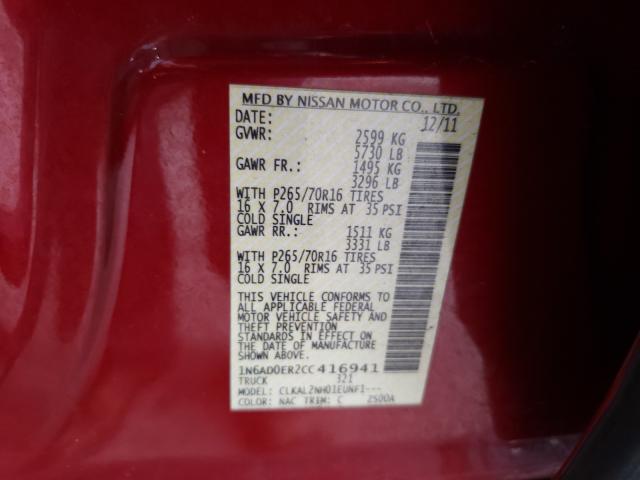 MFD BY NISSAN MOTOR CO., LTD.
DATE: 12/11
GVWR: 2599 KG
5730 LB
GAWR FR.: 1495 KG
3296 LB
WITH P265/70R16 TIRES
16 X 7.0 RIMS AT 35 PSI
COLD SINGLE
GAWR RR.: 1511 KG
3331 LB
WITH P265/70R16 TIRES
16 X 7.0 RIMS AT 35 PSI
COLD SINGLE
THIS VEHICLE CONFORMS TO
ALL APPLICABLE FEDERAL
MOTOR VEHICLE SAFETY AND
THEFT PREVENTION
STANDARDS IN EFFECT ON
THE DATE OF MANUFACTURE
SHOWN ABOVE.
1N6AD0ER2CC416941
TRUCK 321
MODEL: CLKAL2NH01EUNF1---
COLOR: NAC TRIM: C 2S00A